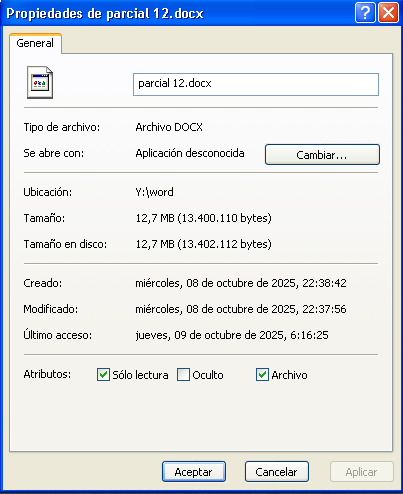 Propiedades de parcial 12.docx
General
parcial 12.docx
Tipo de archivo: Archivo DOCX
Se abre con: Aplicación desconocida Cambiar...
Ubicación: Y:\word
Tamaño: 12,7 MB (13.400.110 bytes)
Tamaño en disco: 12,7 MB (13.402.112 bytes)
Creado: miércoles, 08 de octubre de 2025, 22:38:42
Modificado: miércoles, 08 de octubre de 2025, 22:37:56
Último acceso: jueves, 09 de octubre de 2025, 6:16:25
Atributos: Sólo lectura Oculto Archivo
Aceptar Cancelar Aplicar